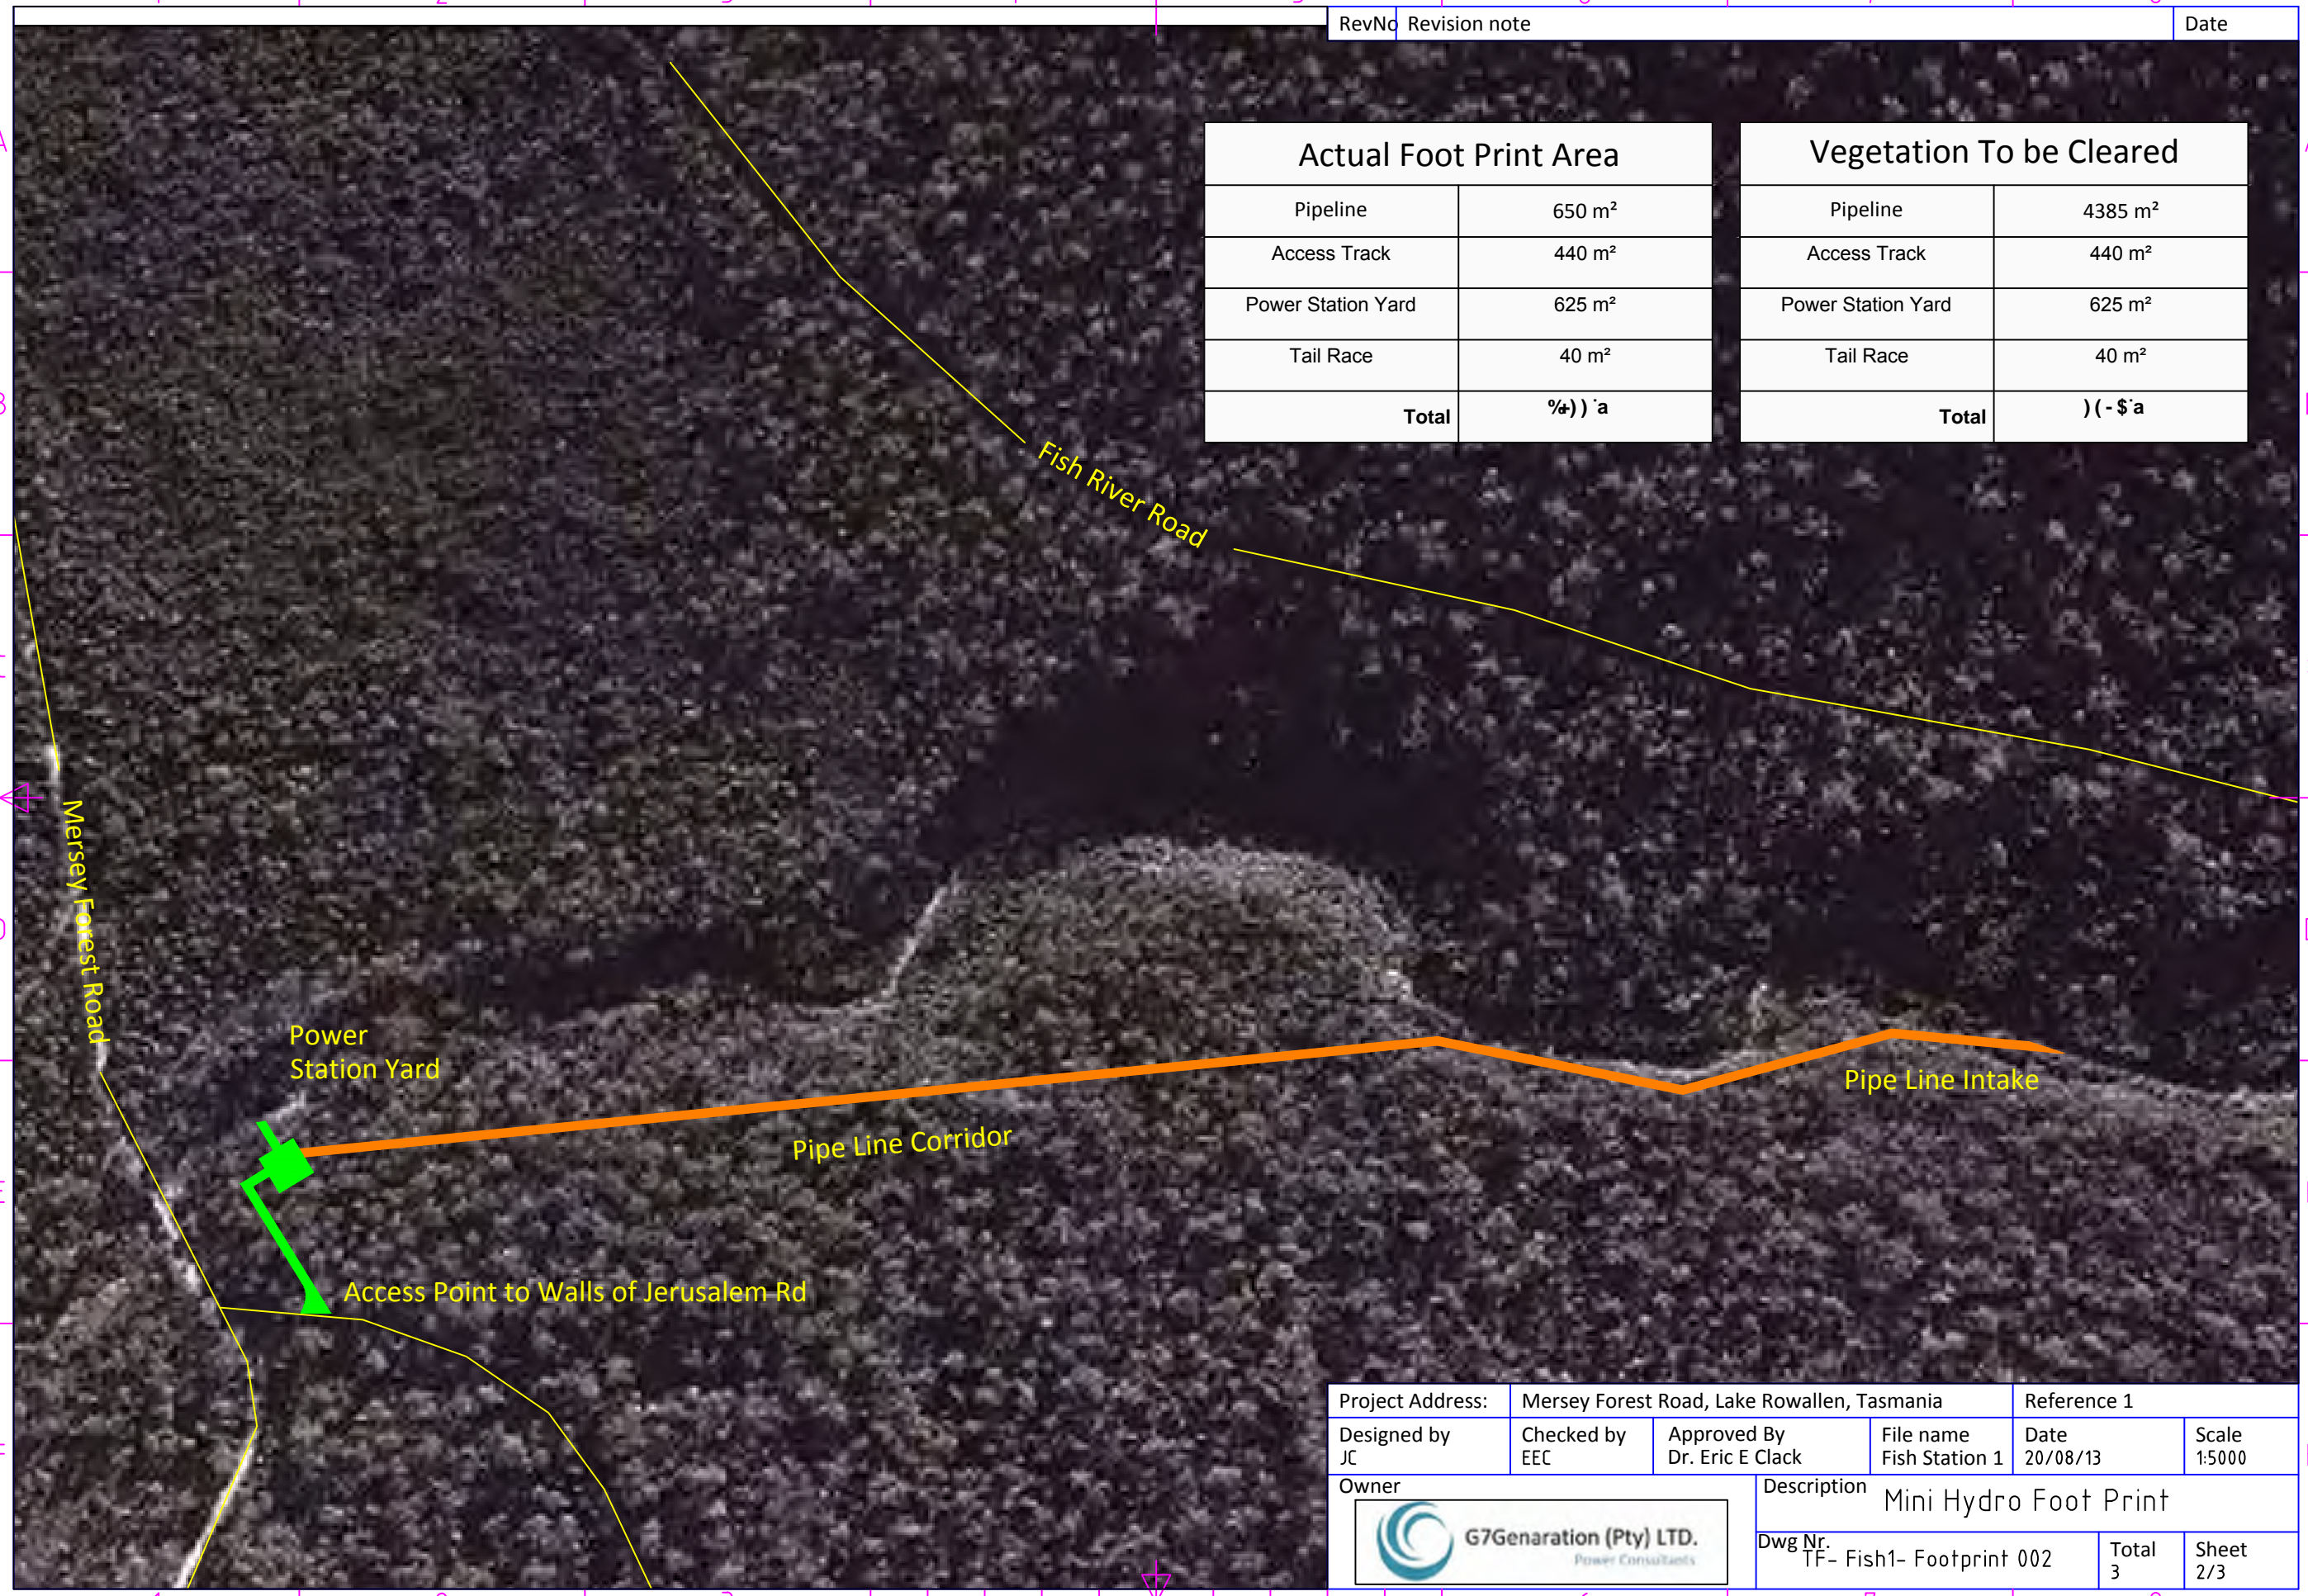 RevNo Revision note Date
Actual Foot Print Area
Pipeline 650 m²
Access Track 440 m²
Power Station Yard 625 m²
Tail Race 40 m²
Total
Vegetation To be Cleared
Pipeline 4385 m²
Access Track 440 m²
Power Station Yard 625 m²
Tail Race 40 m²
Total
Fish River Road
Mersey Forest Road
Power
Station Yard
Pipe Line Intake
Pipe Line Corridor
Access Point to Walls of Jerusalem Rd
Project Address: Mersey Forest Road, Lake Rowallen, Tasmania Reference 1
Designed by Checked by Approved By File name Date Scale
JC EEC Dr. Eric E Clack Fish Station 1 20/08/13 1:5000
Owner
G7Genaration (Pty) LTD.
Power Consultants
Description Mini Hydro Foot Print
Dwg Nr. TF- Fish1- Footprint 002
Total
3
Sheet
2/3